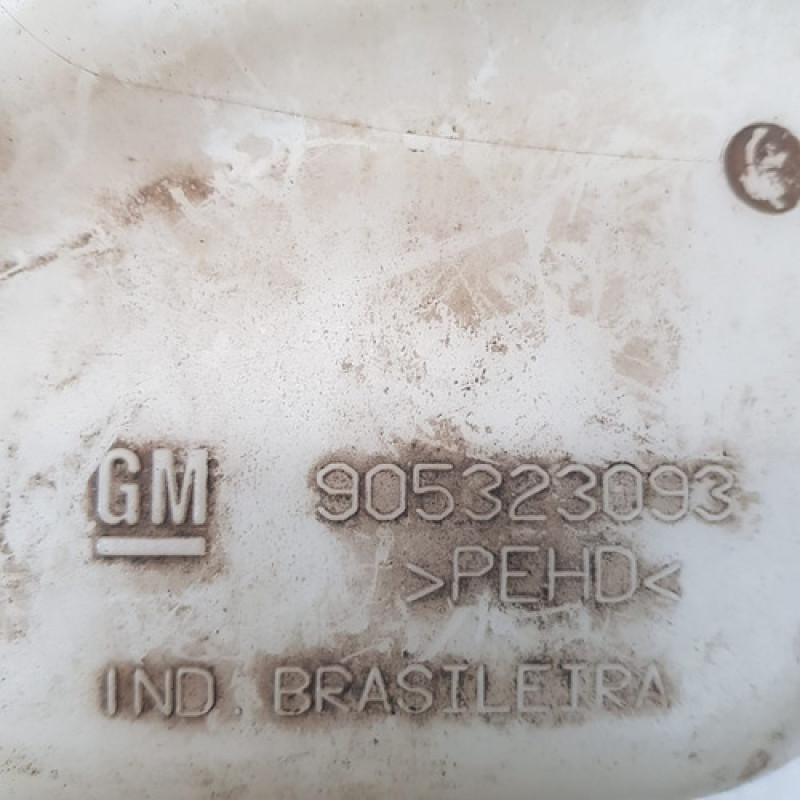 GM 905323093
>PEHD<
IND. BRASILEIRA